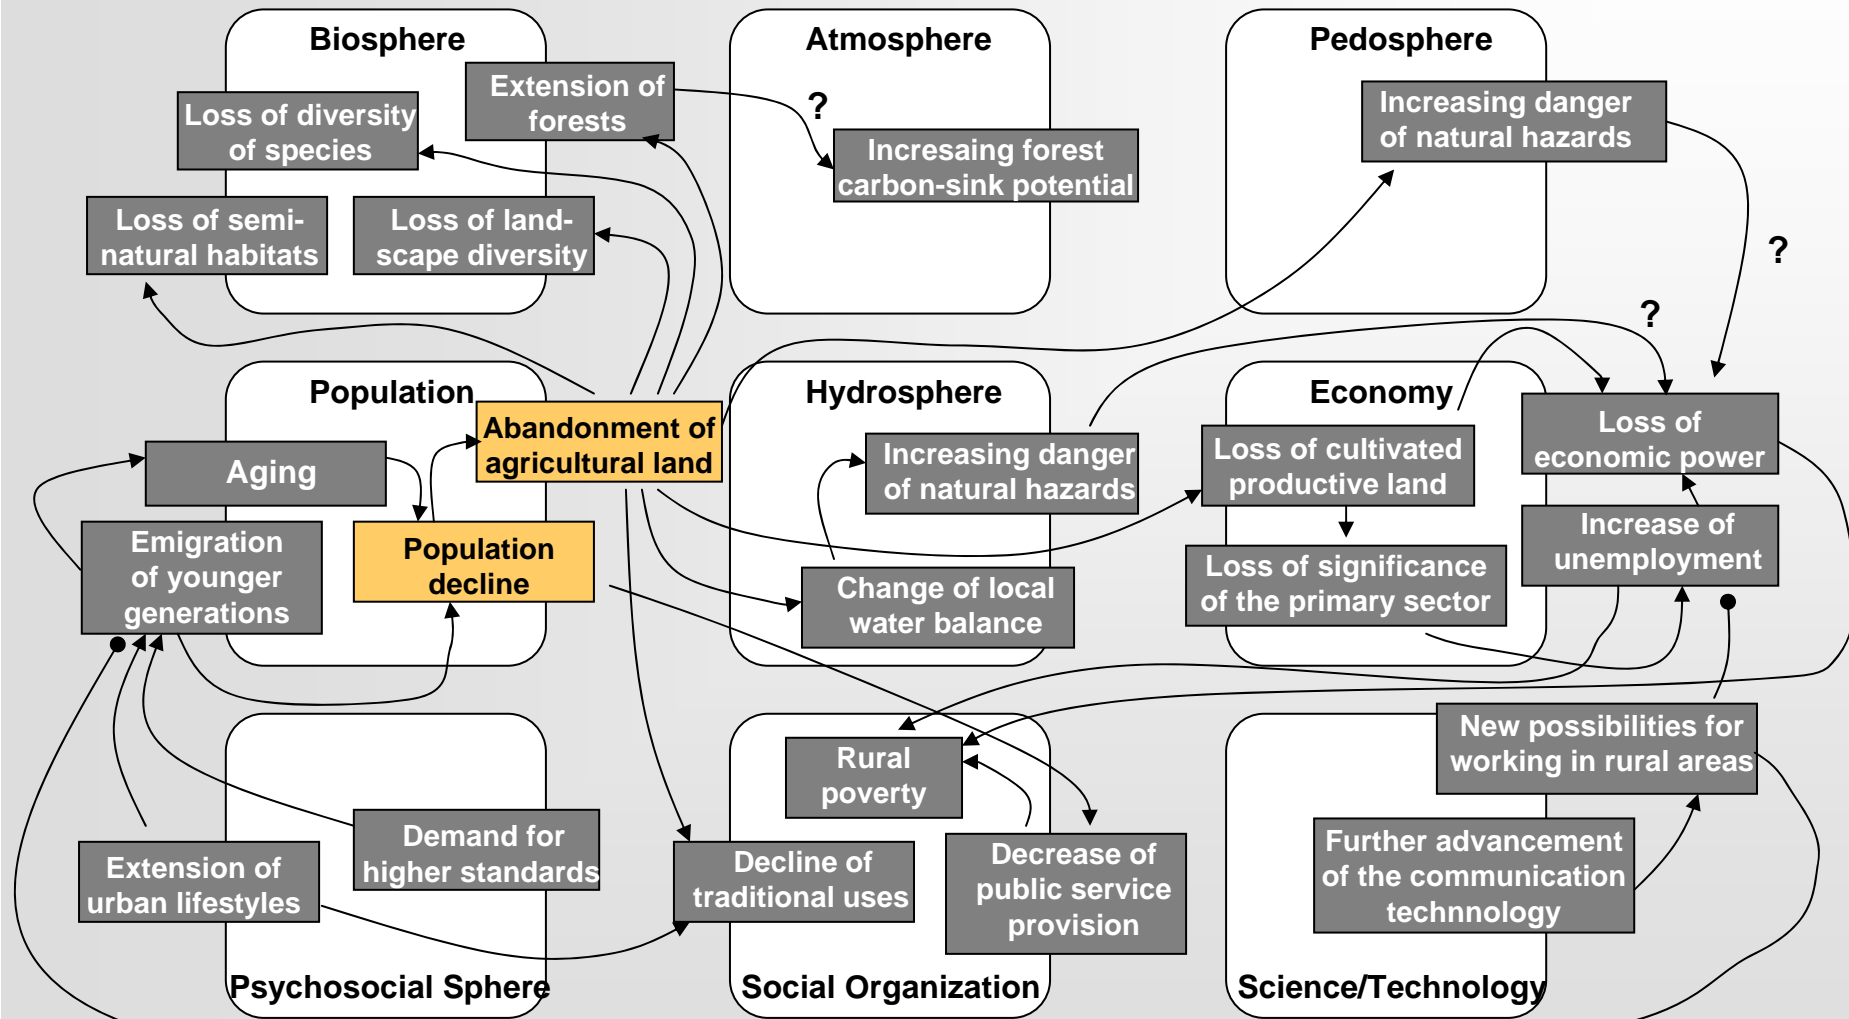 Biosphere
Extension of
forests
Loss of diversity
of species
Loss of semi-
natural habitats
Loss of land-
scape diversity
Atmosphere
?
Incresaing forest
carbon-sink potential
Pedosphere
Increasing danger
of natural hazards
?
?
Population
Abandonment of
agricultural land
Aging
Emigration
of younger
generations
Population
decline
Hydrosphere
Increasing danger
of natural hazards
Change of local
water balance
Economy
Loss of cultivated
productive land
Loss of significance
of the primary sector
Loss of
economic power
Increase of
unemployment
Demand for
higher standards
Extension of
urban lifestyles
Psychosocial Sphere
Rural
poverty
Decline of
traditional uses
Decrease of
public service
provision
Social Organization
New possibilities for
working in rural areas
Further advancement
of the communication
technnnology
Science/Technology